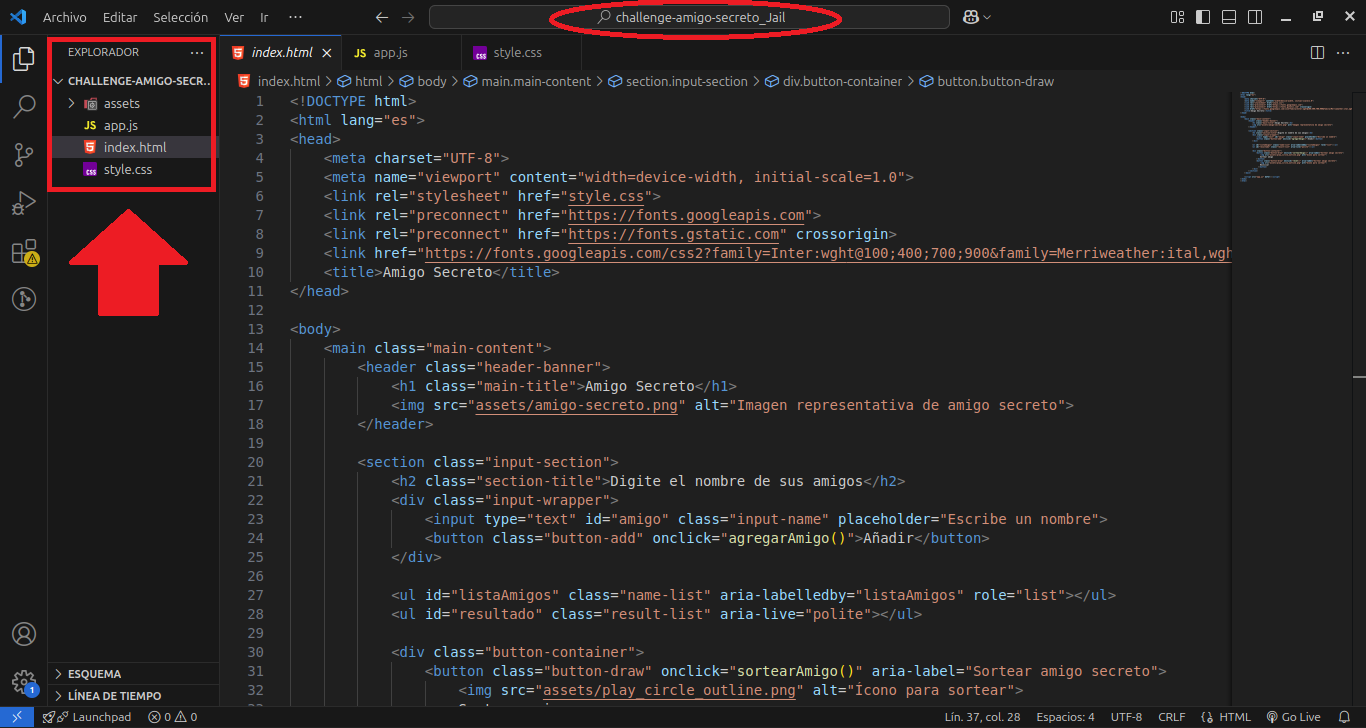 Archivo Editar Selección Ver Ir ···
challenge-amigo-secreto_Jail
EXPLORADOR ···
CHALLENGE-AMIGO-SECR...
assets
JS app.js
index.html
css style.css
index.html
JS app.js
css style.css
index.html > html > body > main.main-content > section.input-section > div.button-container > button.button-draw
1 <!DOCTYPE html>
2 <html lang="es">
3 <head>
4 <meta charset="UTF-8">
5 <meta name="viewport" content="width=device-width, initial-scale=1.0">
6 <link rel="stylesheet" href="style.css">
7 <link rel="preconnect" href="https://fonts.googleapis.com">
8 <link rel="preconnect" href="https://fonts.gstatic.com" crossorigin>
9 <link href="https://fonts.googleapis.com/css2?family=Inter:wght@100;400;700;900&family=Merriweather:ital,wgh
10 <title>Amigo Secreto</title>
11 </head>
12
13 <body>
14 <main class="main-content">
15 <header class="header-banner">
16 <h1 class="main-title">Amigo Secreto</h1>
17 <img src="assets/amigo-secreto.png" alt="Imagen representativa de amigo secreto">
18 </header>
19
20 <section class="input-section">
21 <h2 class="section-title">Digite el nombre de sus amigos</h2>
22 <div class="input-wrapper">
23 <input type="text" id="amigo" class="input-name" placeholder="Escribe un nombre">
24 <button class="button-add" onclick="agregarAmigo()">Añadir</button>
25 </div>
26
27 <ul id="listaAmigos" class="name-list" aria-labelledby="listaAmigos" role="list"></ul>
28 <ul id="resultado" class="result-list" aria-live="polite"></ul>
29
30 <div class="button-container">
31 <button class="button-draw" onclick="sortearAmigo()" aria-label="Sortear amigo secreto">
32 <img src="assets/play_circle_outline.png" alt="Ícono para sortear">
ESQUEMA
LÍNEA DE TIEMPO
1
Launchpad 0 0 Lín. 37, col. 28 Espacios: 4 UTF-8 CRLF HTML Go Live